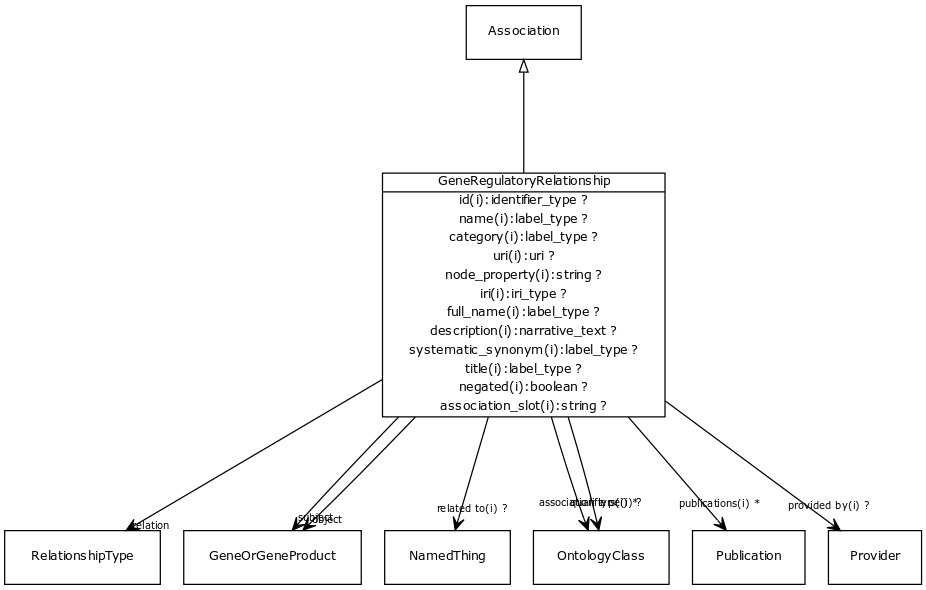 Association
GeneRegulatoryRelationship
id(i):identifier_type ?
name(i):label_type ?
category(i):label_type ?
uri(i):uri ?
node_property(i):string ?
iri(i):iri_type ?
full_name(i):label_type ?
description(i):narrative_text ?
systematic_synonym(i):label_type ?
title(i):label_type ?
negated(i):boolean ?
association_slot(i):string ?
relation
subject
object
related to(i) ?
association type(i) ?
qualifiers(i) *
publications(i) *
provided by(i) ?
RelationshipType
GeneOrGeneProduct
NamedThing
OntologyClass
Publication
Provider